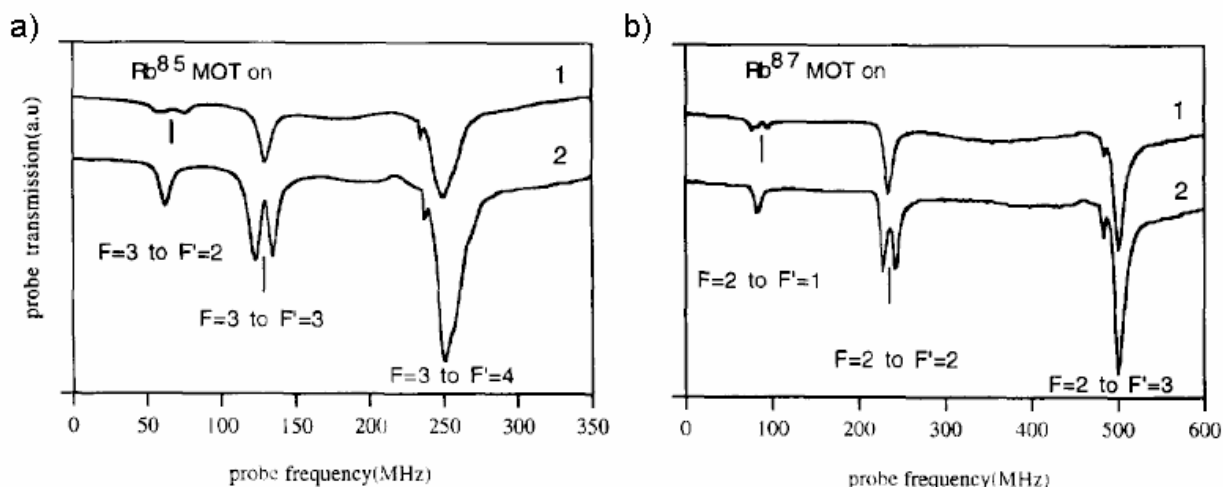 a)
Rb85 MOT on
1
2
F=3 to F'=2
F=3 to F'=3
F=3 to F'=4
probe transmission(a.u)
0 50 100 150 200 250 300 350
probe frequency(MHz)
b)
Rb87 MOT on
1
2
F=2 to F'=1
F=2 to F'=2
F=2 to F'=3
0 100 200 300 400 500 600
probe frequency(MHz)